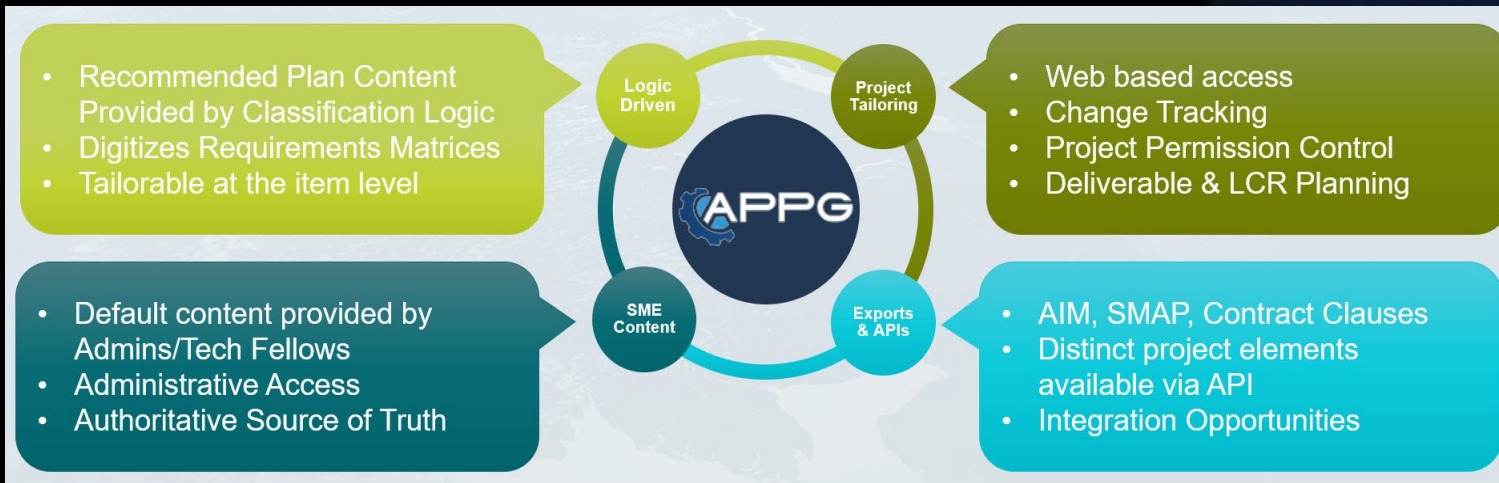 • Recommended Plan Content
Provided by Classification Logic
• Digitizes Requirements Matrices
• Tailorable at the item level
Logic
Driven
Project
Tailoring
• Web based access
• Change Tracking
• Project Permission Control
• Deliverable & LCR Planning
APPG
• Default content provided by
Admins/Tech Fellows
• Administrative Access
• Authoritative Source of Truth
SME
Content
Exports
& APIs
• AIM, SMAP, Contract Clauses
• Distinct project elements
available via API
• Integration Opportunities